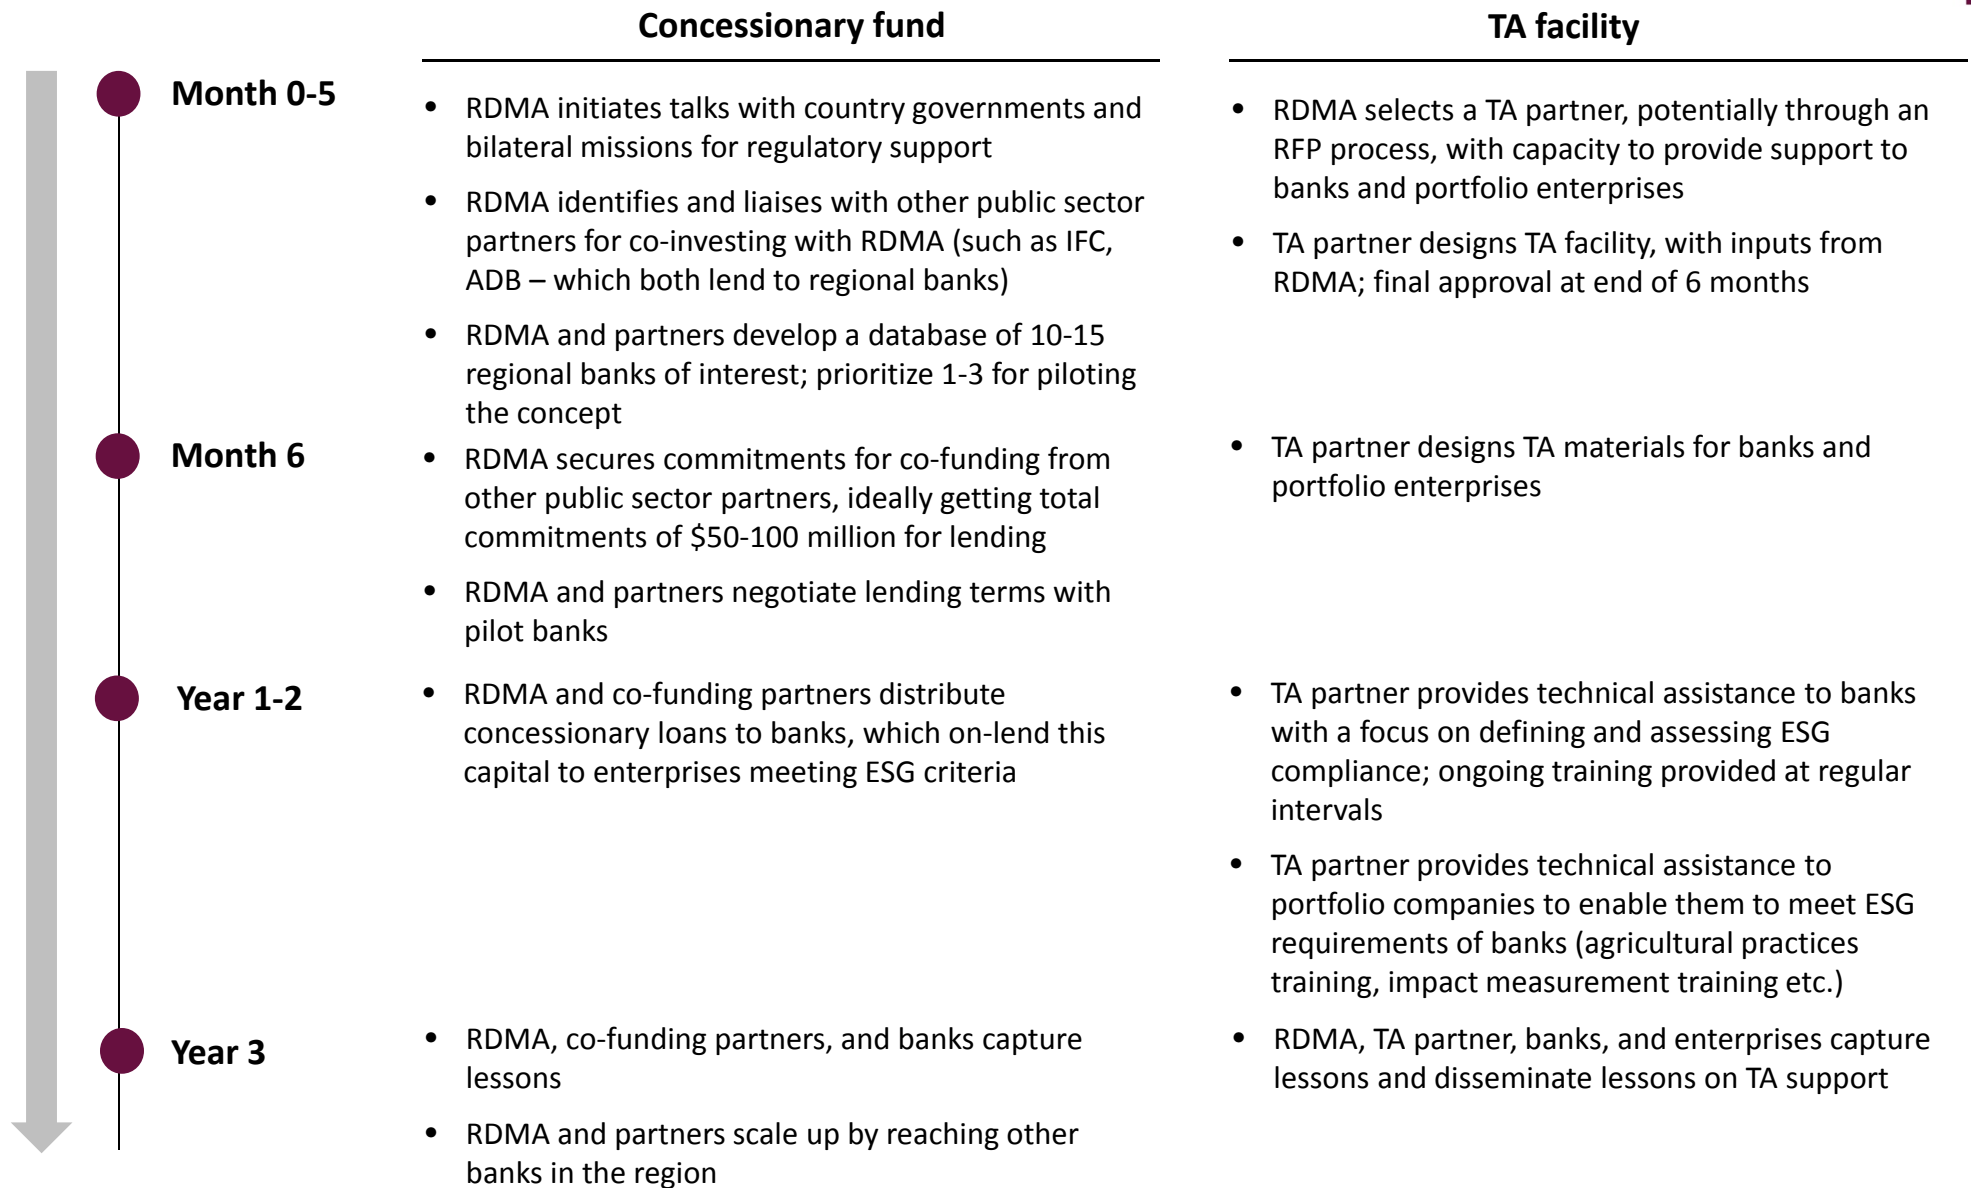 Concessionary fund
TA facility
Month 0-5
• RDMA initiates talks with country governments and
bilateral missions for regulatory support
• RDMA identifies and liaises with other public sector
partners for co-investing with RDMA (such as IFC,
ADB – which both lend to regional banks)
• RDMA and partners develop a database of 10-15
regional banks of interest; prioritize 1-3 for piloting
the concept
• RDMA selects a TA partner, potentially through an
RFP process, with capacity to provide support to
banks and portfolio enterprises
• TA partner designs TA facility, with inputs from
RDMA; final approval at end of 6 months
Month 6
• RDMA secures commitments for co-funding from
other public sector partners, ideally getting total
commitments of $50-100 million for lending
• RDMA and partners negotiate lending terms with
pilot banks
• TA partner designs TA materials for banks and
portfolio enterprises
Year 1-2
• RDMA and co-funding partners distribute
concessionary loans to banks, which on-lend this
capital to enterprises meeting ESG criteria
• TA partner provides technical assistance to banks
with a focus on defining and assessing ESG
compliance; ongoing training provided at regular
intervals
• TA partner provides technical assistance to
portfolio companies to enable them to meet ESG
requirements of banks (agricultural practices
training, impact measurement training etc.)
Year 3
• RDMA, co-funding partners, and banks capture
lessons
• RDMA and partners scale up by reaching other
banks in the region
• RDMA, TA partner, banks, and enterprises capture
lessons and disseminate lessons on TA support